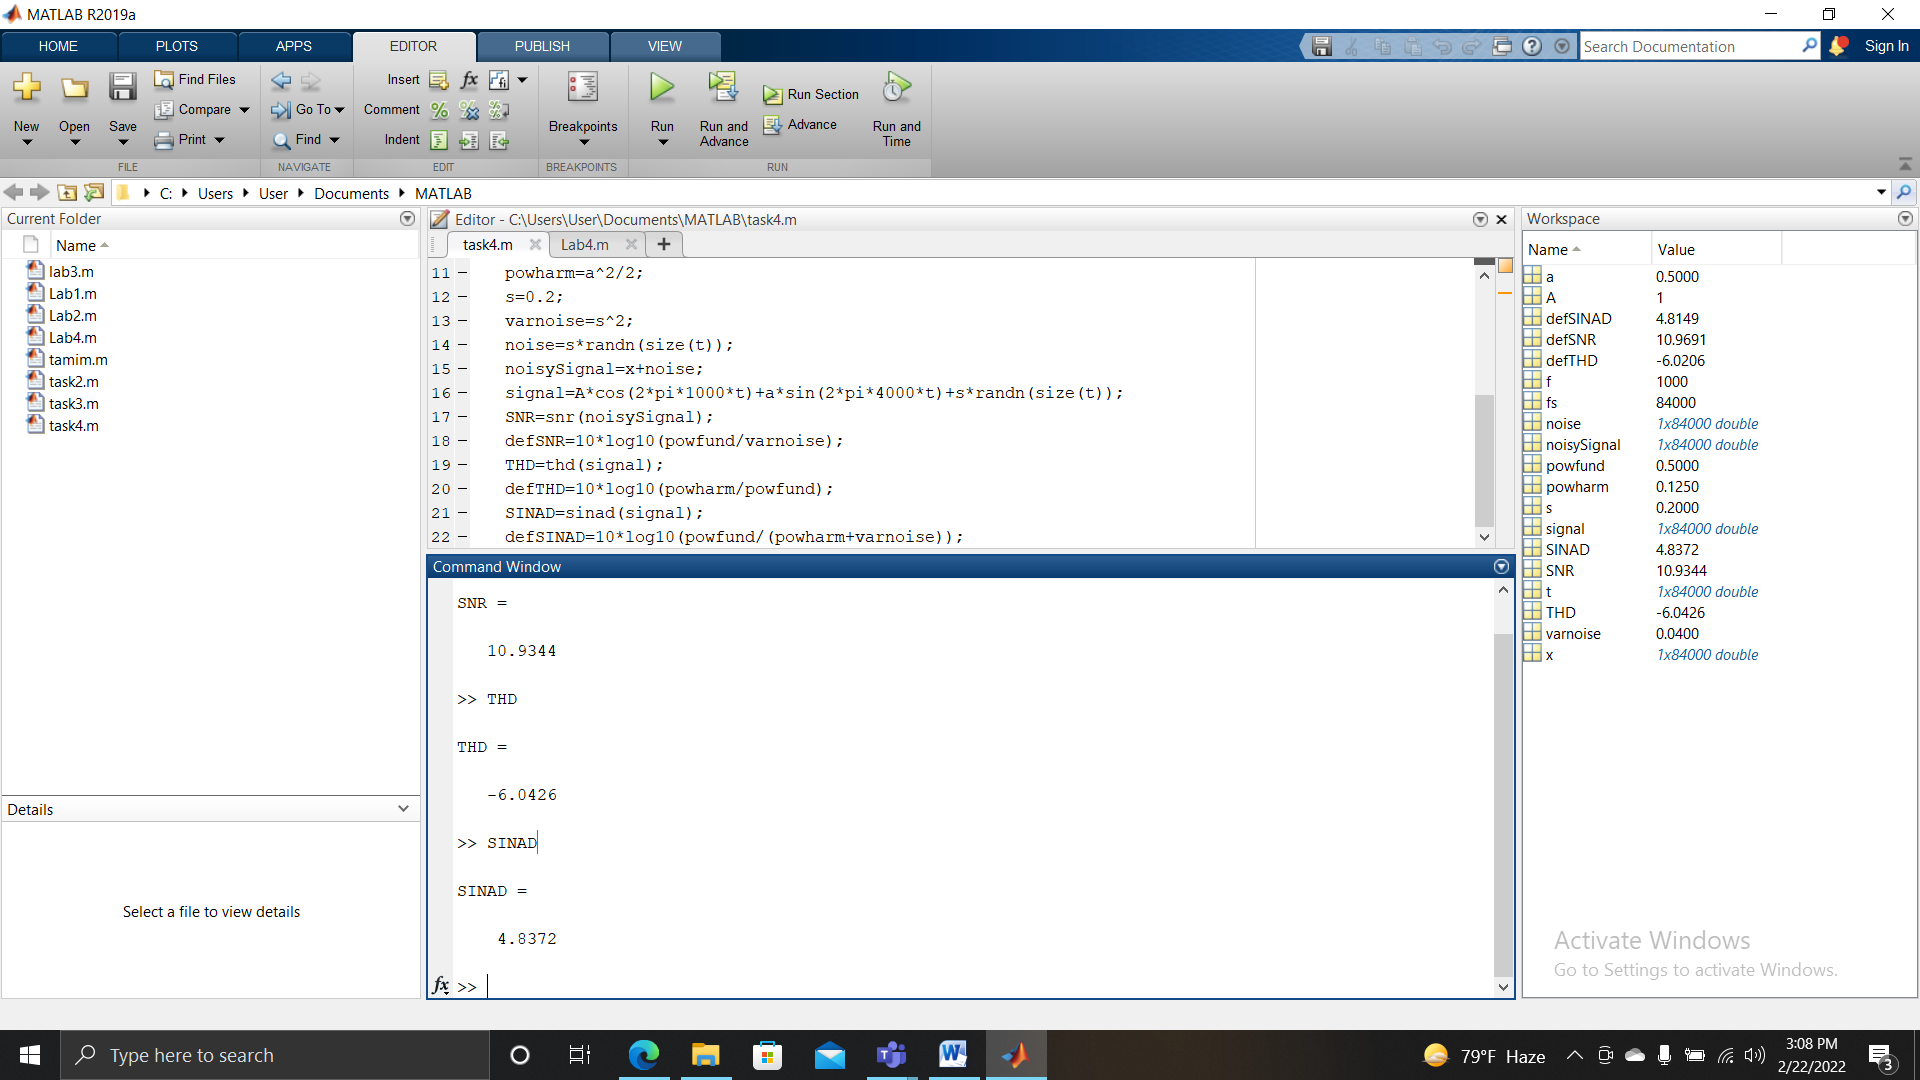 MATLAB R2019a
HOME PLOTS APPS EDITOR PUBLISH VIEW
Search Documentation
Sign In
New
Open
Save
Find Files
Compare
Print
FILE
Go To
Find
NAVIGATE
Insert
Comment
Indent
EDIT
Breakpoints
BREAKPOINTS
Run
Run and Advance
Run Section
Advance
Run and Time
RUN
C: Users User Documents MATLAB
Current Folder
Name
lab3.m
Lab1.m
Lab2.m
Lab4.m
tamim.m
task2.m
task3.m
task4.m
Details
Select a file to view details
Editor - C:\Users\User\Documents\MATLAB\task4.m
task4.m Lab4.m +
11 - powharm=a^2/2;
12 - s=0.2;
13 - varnoise=s^2;
14 - noise=s*randn(size(t));
15 - noisySignal=x+noise;
16 - signal=A*cos(2*pi*1000*t)+a*sin(2*pi*4000*t)+s*randn(size(t));
17 - SNR=snr(noisySignal);
18 - defSNR=10*log10(powfund/varnoise);
19 - THD=thd(signal);
20 - defTHD=10*log10(powharm/powfund);
21 - SINAD=sinad(signal);
22 - defSINAD=10*log10(powfund/(powharm+varnoise));
Command Window
SNR =
10.9344
>> THD
THD =
-6.0426
>> SINAD
SINAD =
4.8372
fx >>
Workspace
Name Value
a 0.5000
A 1
defSINAD 4.8149
defSNR 10.9691
defTHD -6.0206
f 1000
fs 84000
noise 1x84000 double
noisySignal 1x84000 double
powfund 0.5000
powharm 0.1250
s 0.2000
signal 1x84000 double
SINAD 4.8372
SNR 10.9344
t 1x84000 double
THD -6.0426
varnoise 0.0400
x 1x84000 double
Activate Windows
Go to Settings to activate Windows.
Type here to search
79°F Haze
3:08 PM
2/22/2022
3